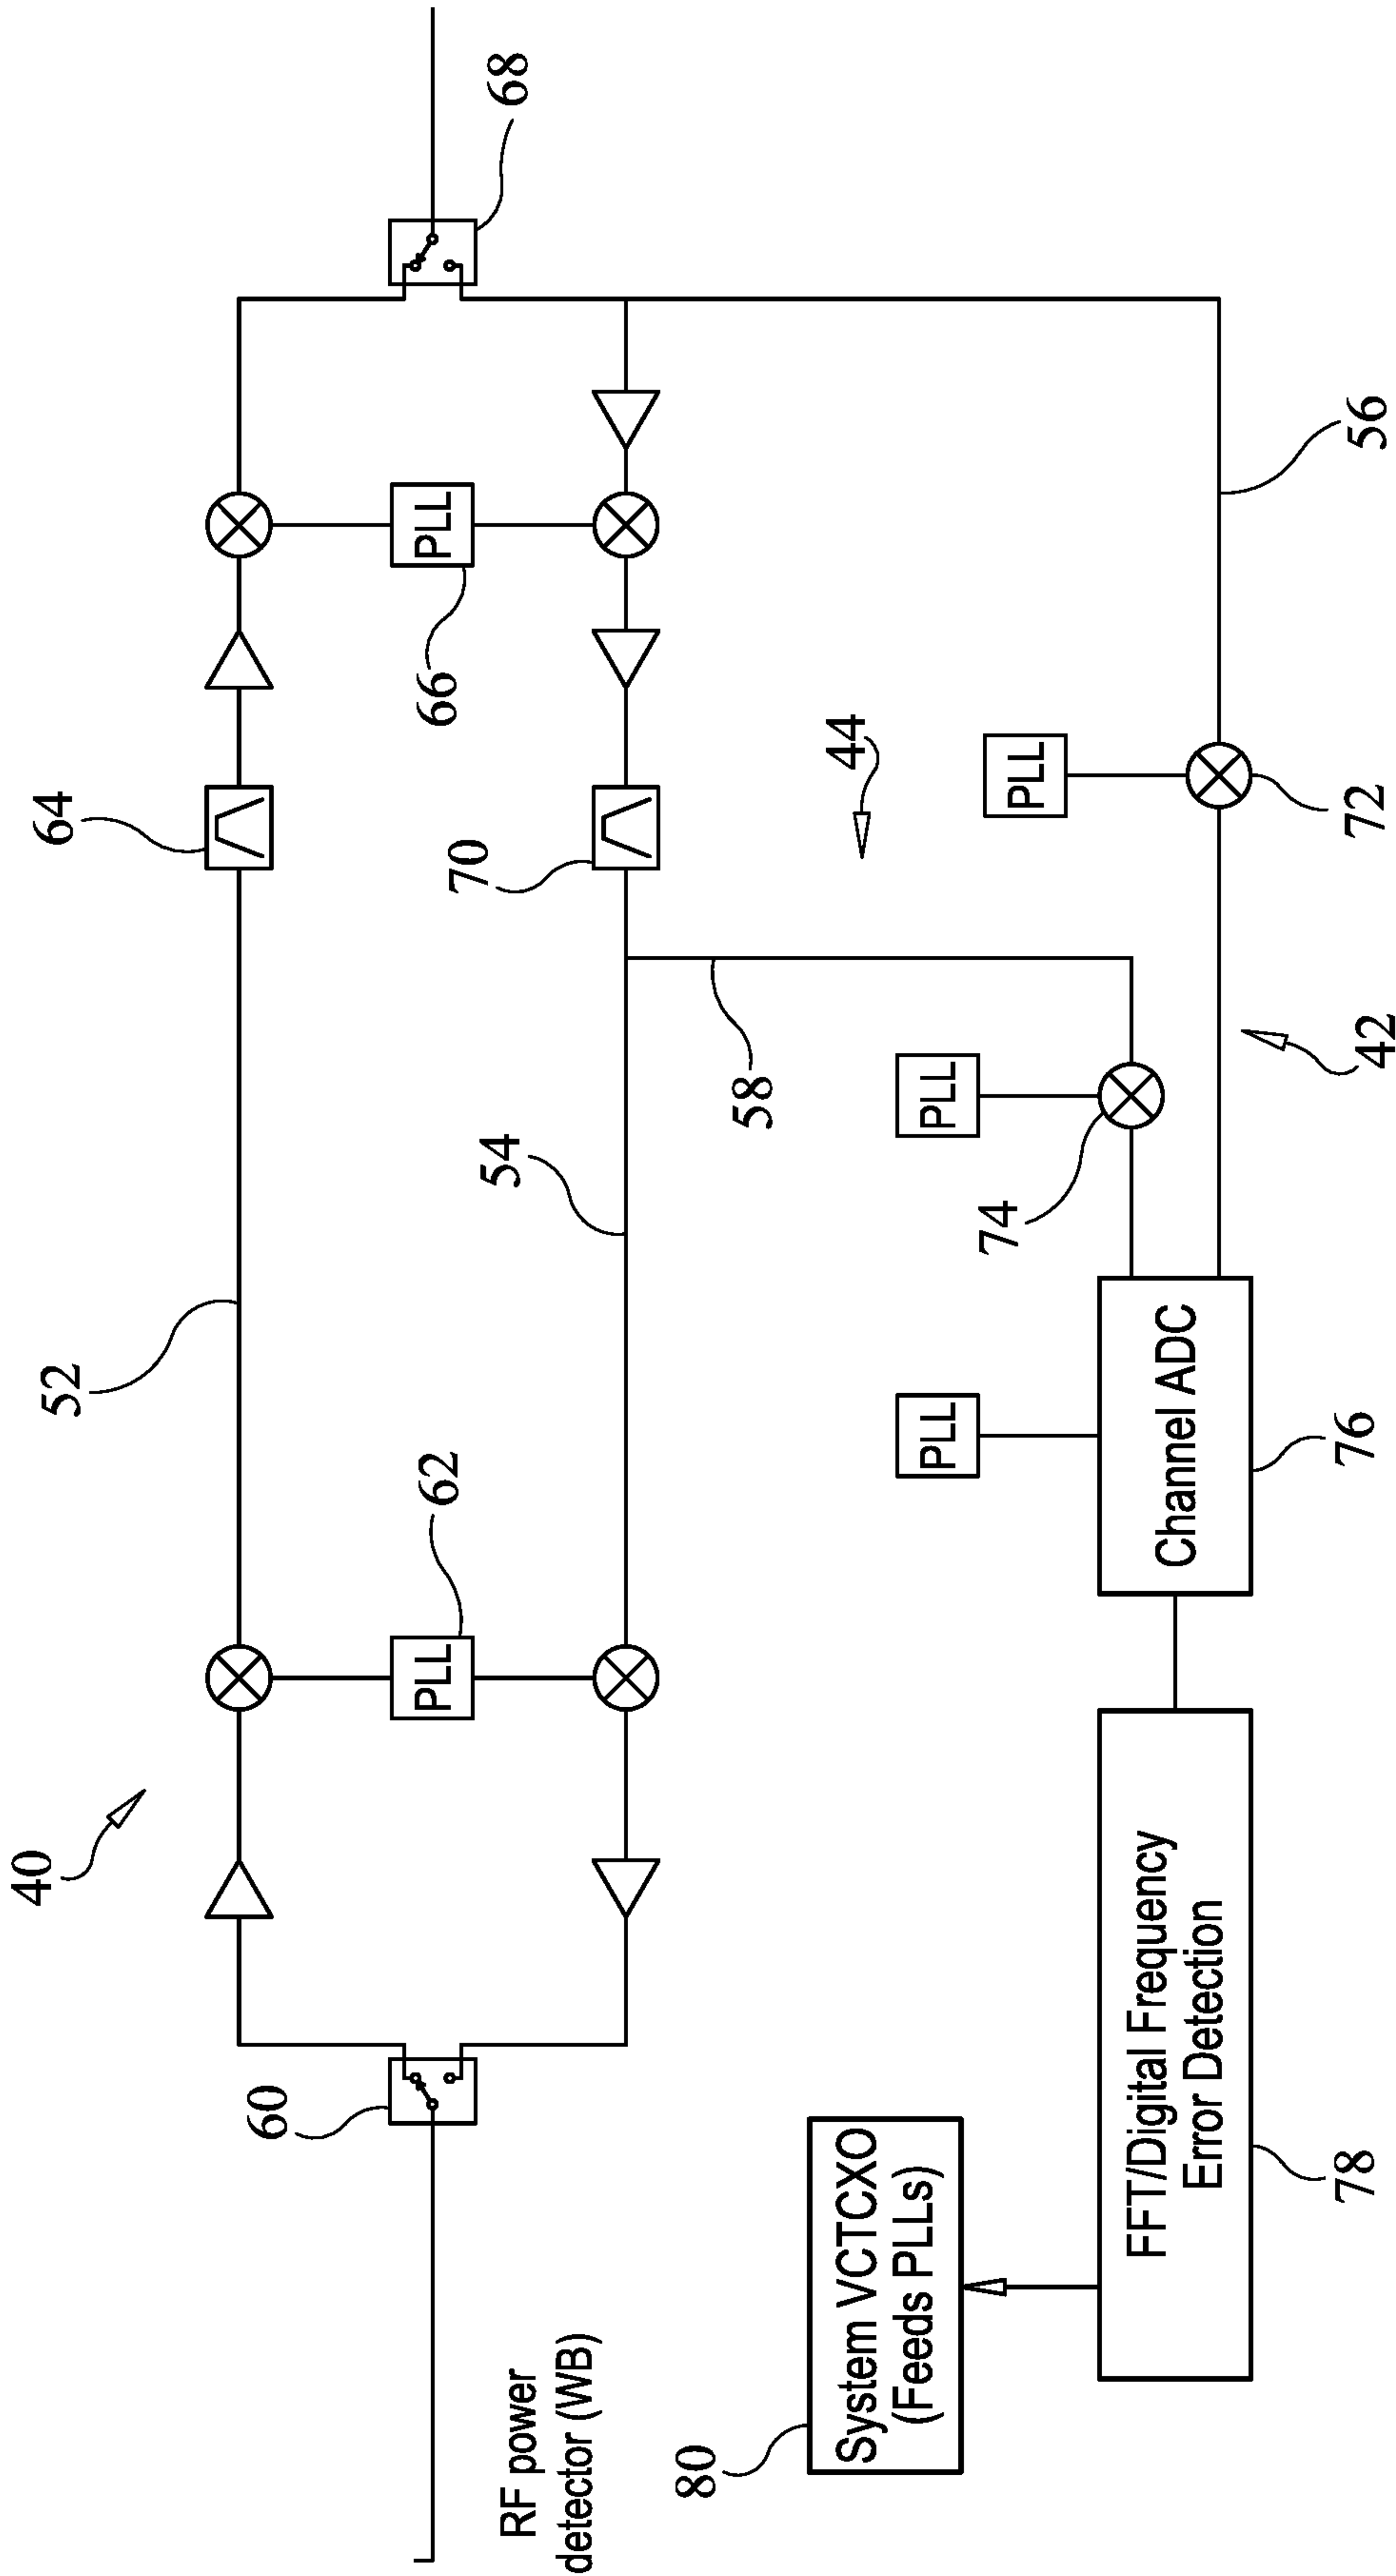 40
52
64
60
62
66
68
PLL
PLL
54
70
44
58
RF power
detector (WB)
80
System VCTCXO
(Feeds PLLs)
PLL
PLL
PLL
74
56
FFT/Digital Frequency
Error Detection
Channel ADC
78
76
42
72